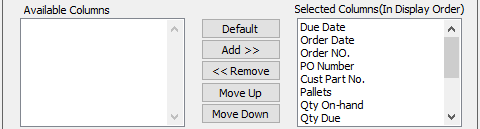 Available Columns
Selected Columns(In Display Order)
Default
Add >>
<< Remove
Move Up
Move Down
Due Date
Order Date
Order NO.
PO Number
Cust Part No.
Pallets
Qty On-hand
Qty Due